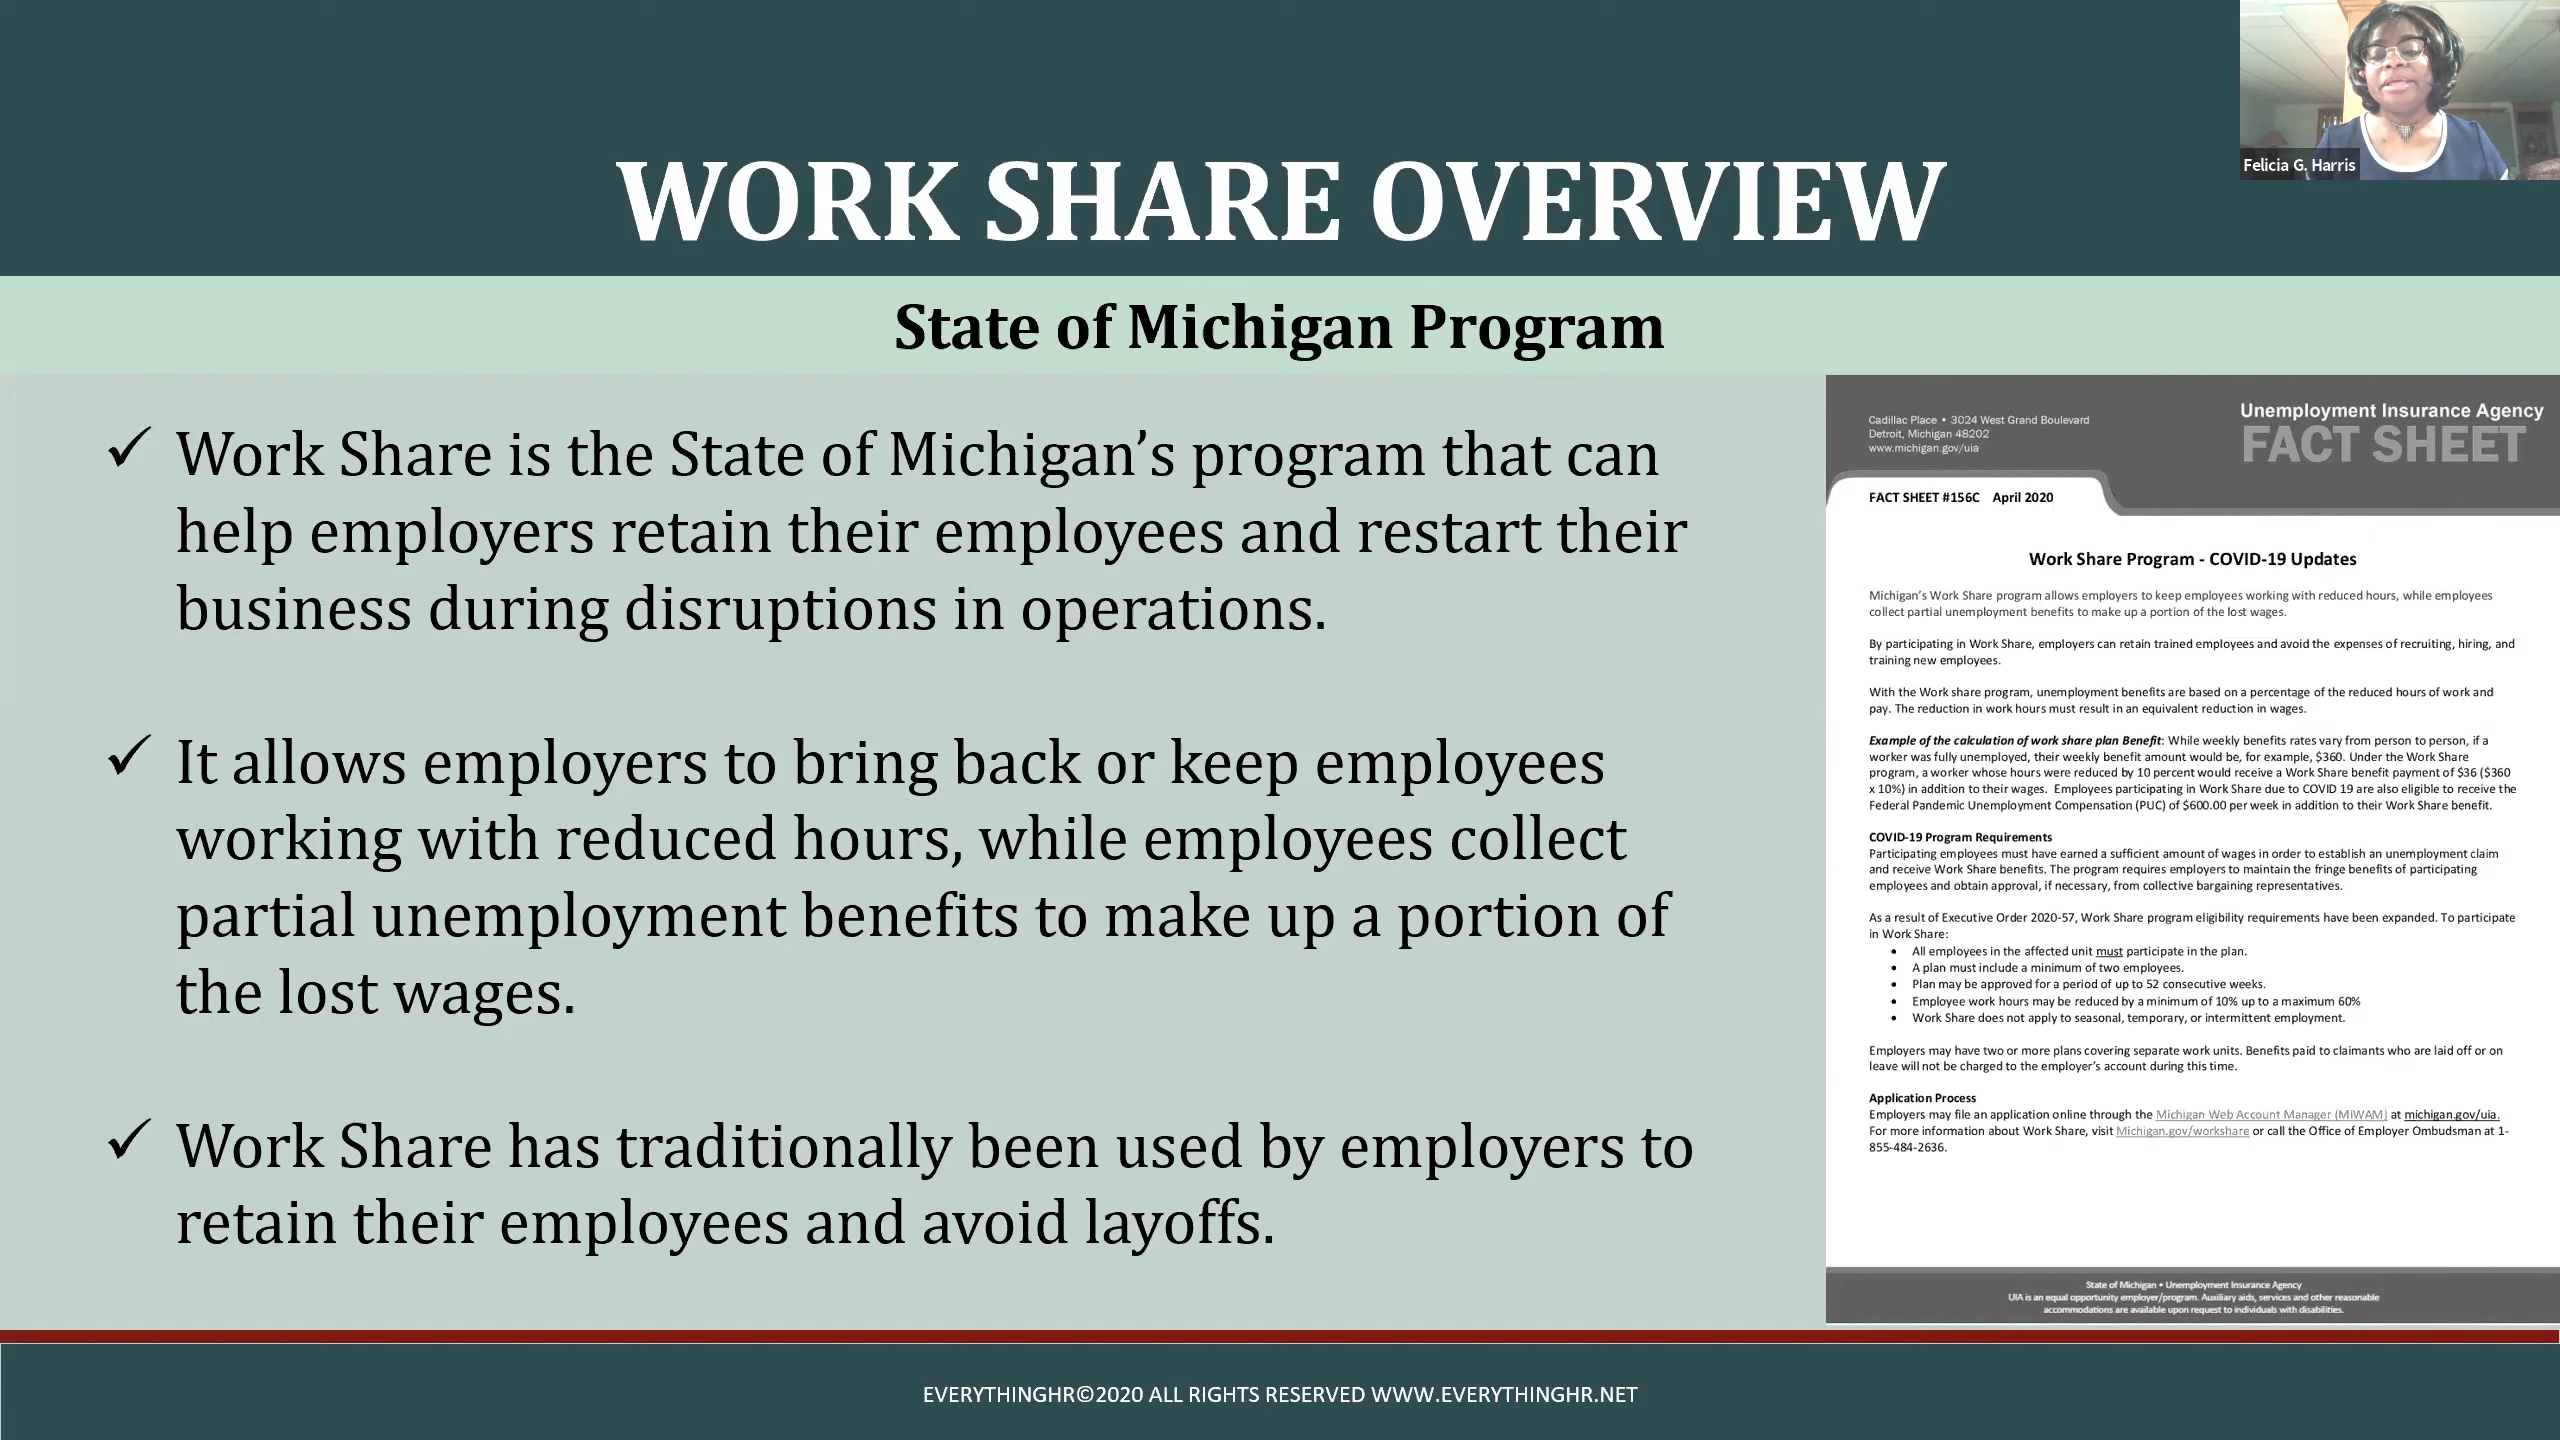 WORK SHARE OVERVIEW
Felicia G. Harris
State of Michigan Program
✓ Work Share is the State of Michigan’s program that can
help employers retain their employees and restart their
business during disruptions in operations.
✓ It allows employers to bring back or keep employees
working with reduced hours, while employees collect
partial unemployment benefits to make up a portion of
the lost wages.
✓ Work Share has traditionally been used by employers to
retain their employees and avoid layoffs.
Cadillac Place • 3024 West Grand Boulevard
Detroit, Michigan 48202
www.michigan.gov/uia
Unemployment Insurance Agency
FACT SHEET
FACT SHEET #156C April 2020
Work Share Program - COVID-19 Updates
Michigan’s Work Share program allows employers to keep employees working with reduced hours, while employees
collect partial unemployment benefits to make up a portion of the lost wages.
By participating in Work Share, employers can retain trained employees and avoid the expenses of recruiting, hiring, and
training new employees.
With the Work share program, unemployment benefits are based on a percentage of the reduced hours of work and
pay. The reduction in work hours must result in an equivalent reduction in wages.
Example of the calculation of work share plan Benefit: While weekly benefits rates vary from person to person, if a
worker was fully unemployed, their weekly benefit amount would be, for example, $360. Under the Work Share
program, a worker whose hours were reduced by 10 percent would receive a Work Share benefit payment of $36 ($360
x 10%) in addition to their wages. Employees participating in Work Share due to COVID 19 are also eligible to receive the
Federal Pandemic Unemployment Compensation (PUC) of $600.00 per week in addition to their Work Share benefit.
COVID-19 Program Requirements
Participating employees must have earned a sufficient amount of wages in order to establish an unemployment claim
and receive Work Share benefits. The program requires employers to maintain the fringe benefits of participating
employees and obtain approval, if necessary, from collective bargaining representatives.
As a result of Executive Order 2020-57, Work Share program eligibility requirements have been expanded. To participate
in Work Share:
• All employees in the affected unit must participate in the plan.
• A plan must include a minimum of two employees.
• Plan may be approved for a period of up to 52 consecutive weeks.
• Employee work hours may be reduced by a minimum of 10% up to a maximum 60%
• Work Share does not apply to seasonal, temporary, or intermittent employment.
Employers may have two or more plans covering separate work units. Benefits paid to claimants who are laid off or on
leave will not be charged to the employer’s account during this time.
Application Process
Employers may file an application online through the Michigan Web Account Manager (MiWAM) at michigan.gov/uia.
For more information about Work Share, visit Michigan.gov/workshare or call the Office of Employer Ombudsman at 1-
855-484-2636.
State of Michigan • Unemployment Insurance Agency
UIA is an equal opportunity employer/program. Auxiliary aids, services and other reasonable
accommodations are available upon request to individuals with disabilities.
EVERYTHINGHR©2020 ALL RIGHTS RESERVED WWW.EVERYTHINGHR.NET